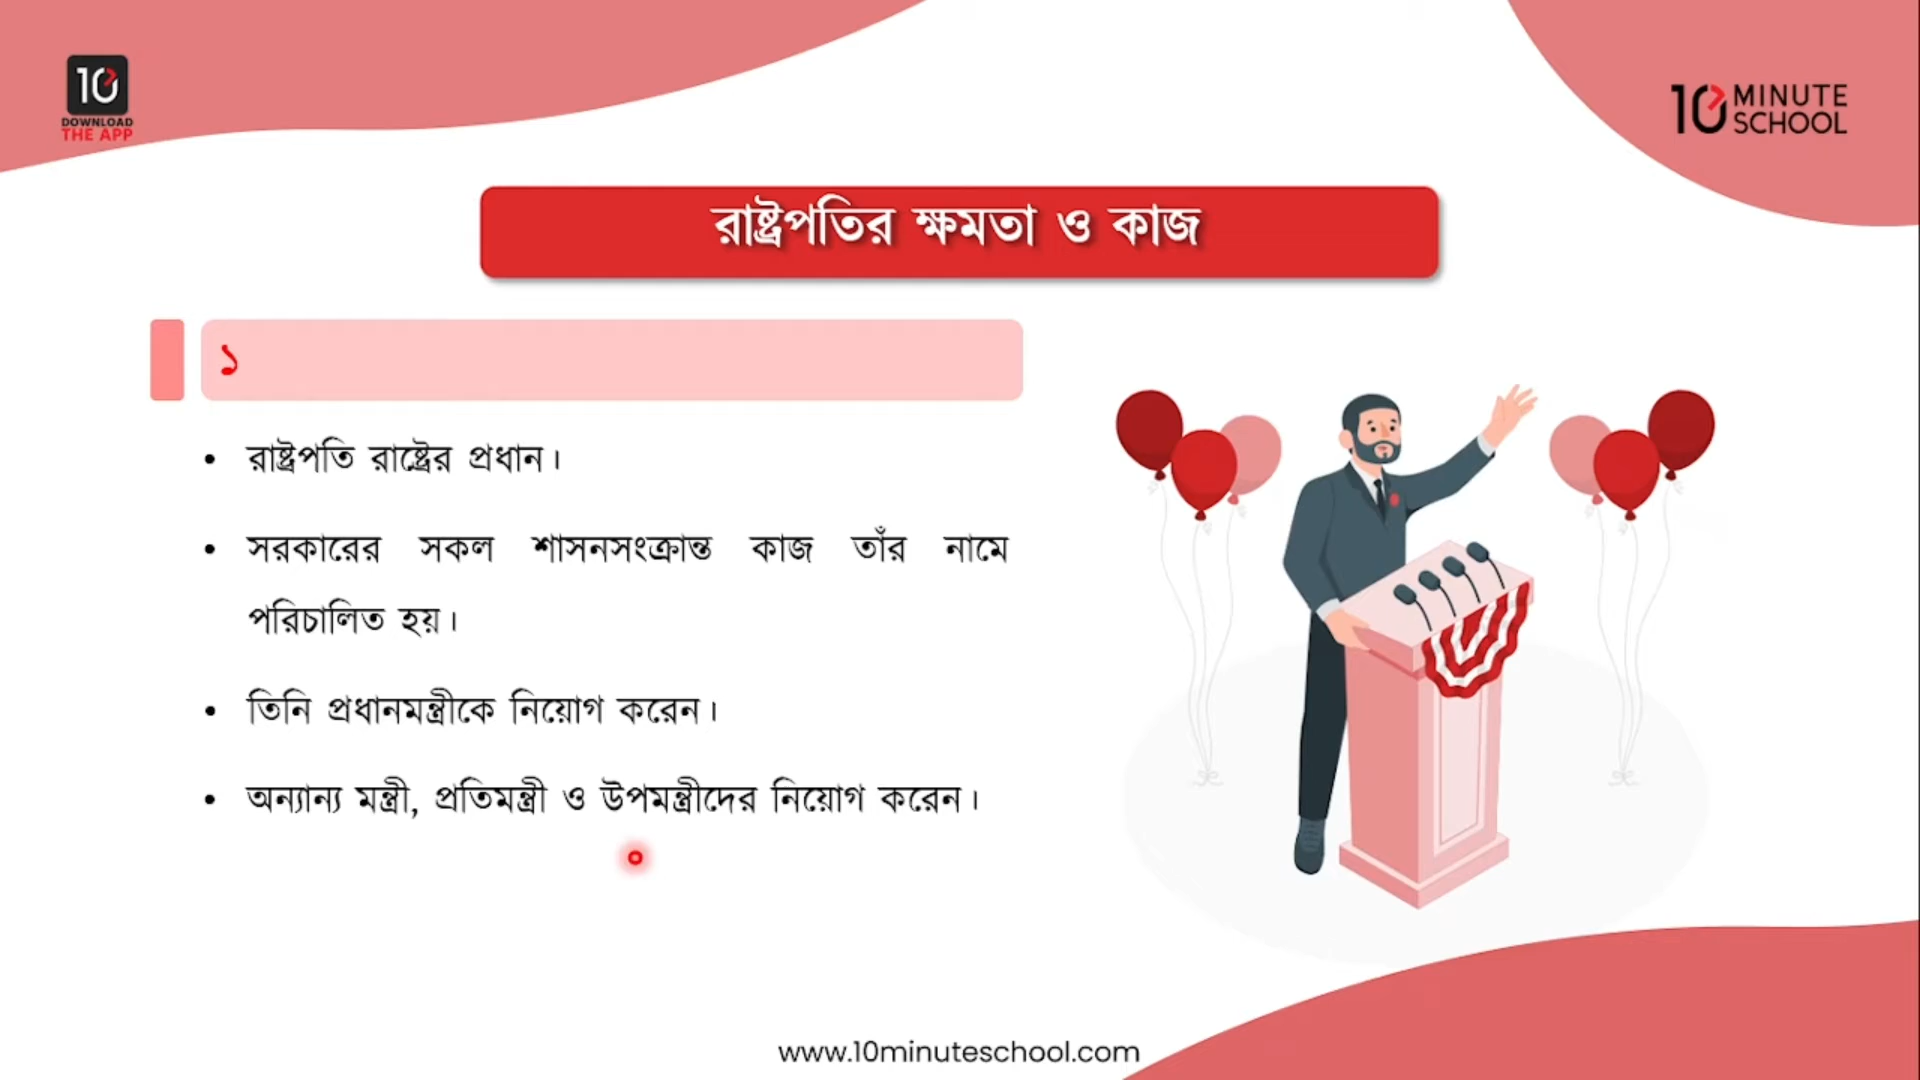 10
DOWNLOAD
THE APP
10 MINUTE
SCHOOL
রাষ্ট্রপতির ক্ষমতা ও কাজ
১
• রাষ্ট্রপতি রাষ্ট্রের প্রধান।
• সরকারের সকল শাসনসংক্রান্ত কাজ তাঁর নামে
পরিচালিত হয়।
• তিনি প্রধানমন্ত্রীকে নিয়োগ করেন।
• অন্যান্য মন্ত্রী, প্রতিমন্ত্রী ও উপমন্ত্রীদের নিয়োগ করেন।
www.10minuteschool.com